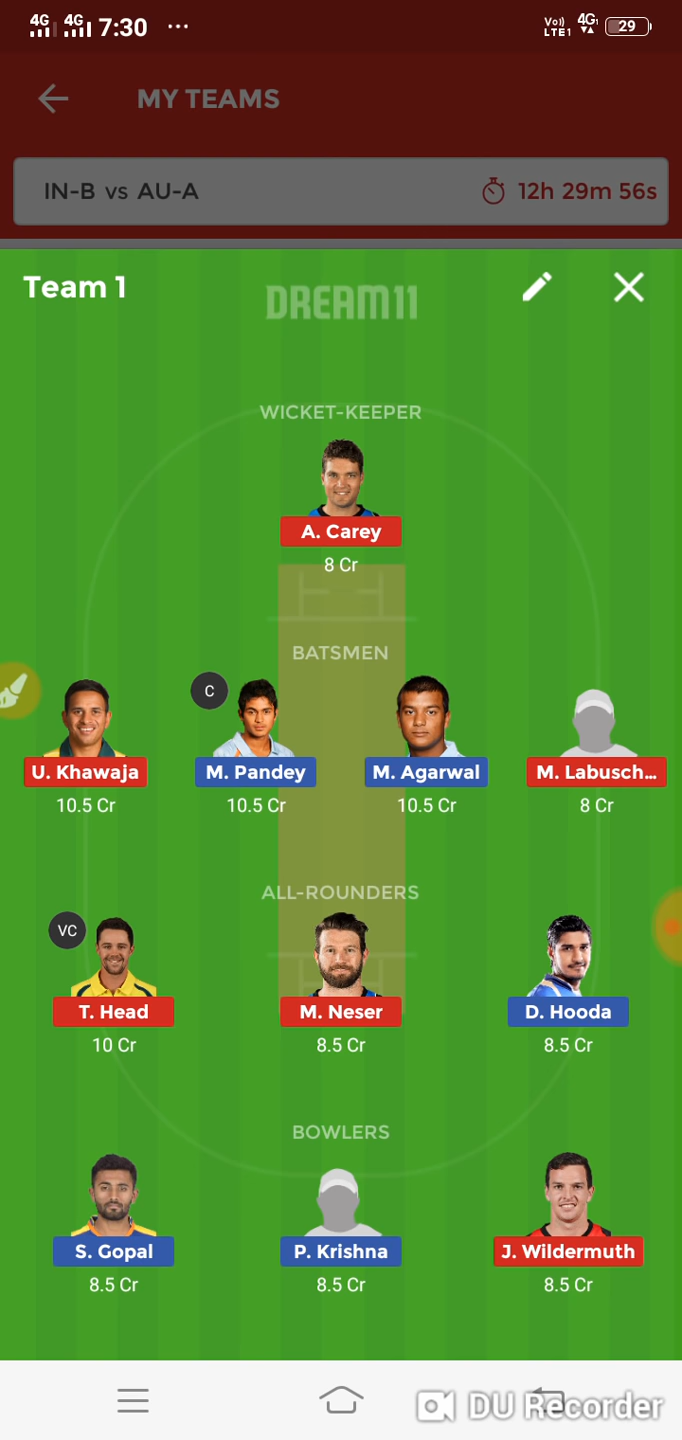 4G 4G 7:30 ... Vo) LTE1 4G 29
MY TEAMS
IN-B vs AU-A 12h 29m 56s
Team 1 DREAM11
WICKET-KEEPER
A. Carey
8 Cr
BATSMEN
C
U. Khawaja M. Pandey M. Agarwal M. Labusch...
10.5 Cr 10.5 Cr 10.5 Cr 8 Cr
ALL-ROUNDERS
VC
T. Head M. Neser D. Hooda
10 Cr 8.5 Cr 8.5 Cr
BOWLERS
S. Gopal P. Krishna J. Wildermuth
8.5 Cr 8.5 Cr 8.5 Cr
DU Recorder